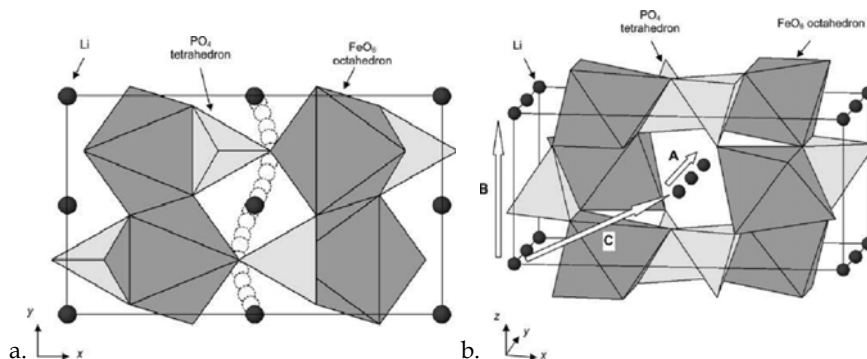 Li
PO₄
tetrahedron
FeO₆
octahedron
y
x
a.
PO₄
tetrahedron
FeO₆ octahedron
Li
A
B
C
z
y
x
b.